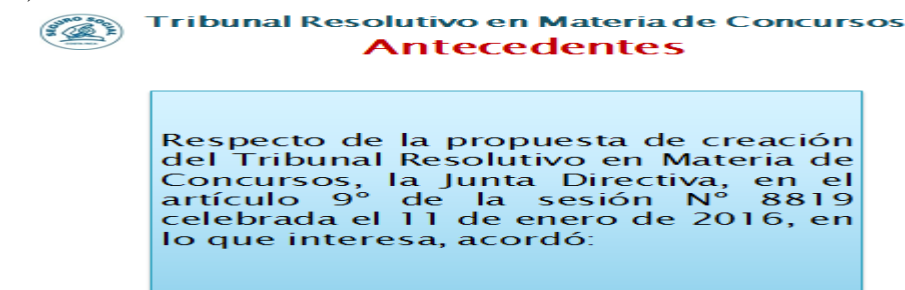 Tribunal Resolutivo en Materia de Concursos
Antecedentes
SEGURO SOCIAL
Respecto de la propuesta de creación
del Tribunal Resolutivo en Materia de
Concursos, la Junta Directiva, en el
artículo 9° de la sesión N° 8819
celebrada el 11 de enero de 2016, en
lo que interesa, acordó: